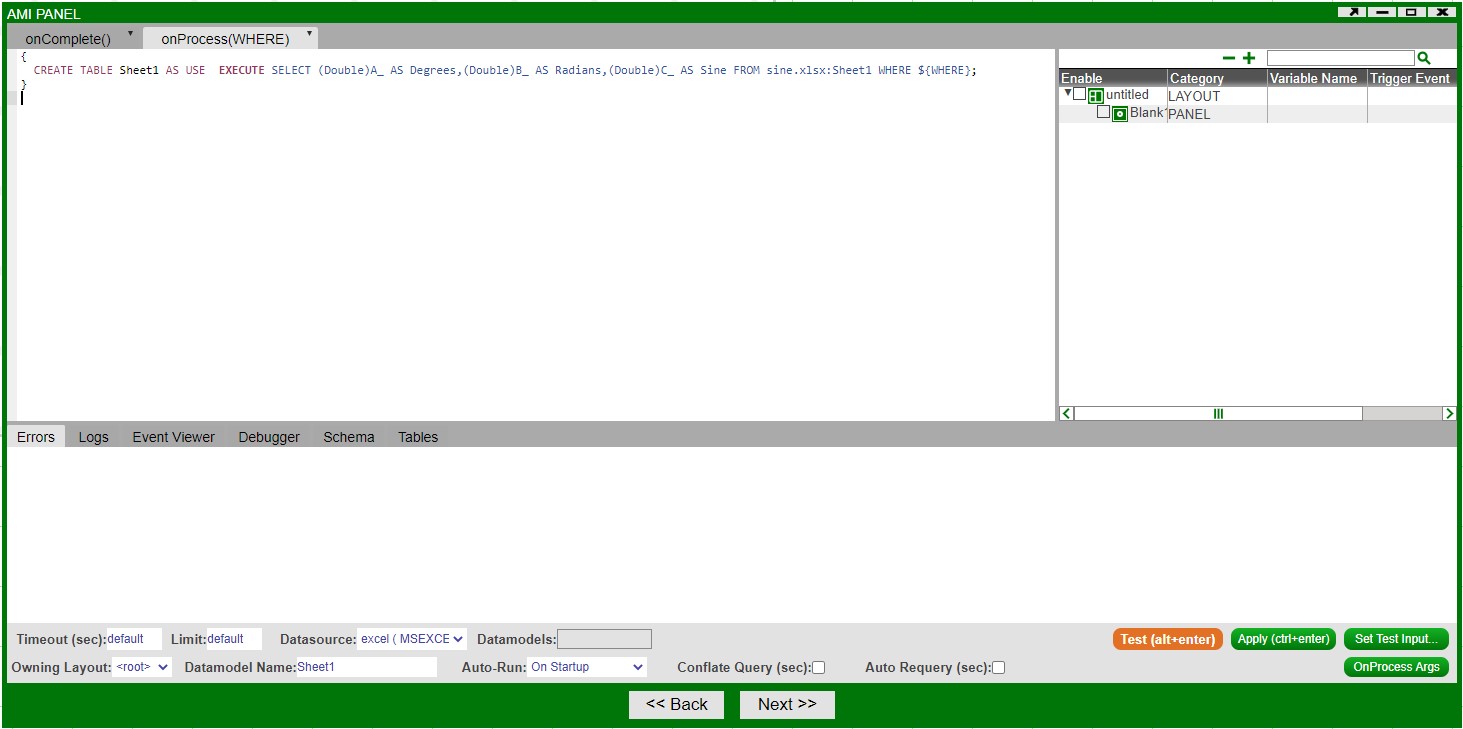 AMI PANEL
onComplete() onProcess(WHERE)
{
CREATE TABLE Sheet1 AS USE  EXECUTE SELECT (Double)A_ AS Degrees,(Double)B_ AS Radians,(Double)C_ AS Sine FROM sine.xlsx:Sheet1 WHERE ${WHERE};
}
Enable Category Variable Name Trigger Event
untitled LAYOUT
Blank1 PANEL
Errors Logs Event Viewer Debugger Schema Tables
Timeout (sec): default Limit: default Datasource: excel ( MSEXCE Datamodels: Test (alt+enter) Apply (ctrl+enter) Set Test Input...
Owning Layout: <root> Datamodel Name: Sheet1 Auto-Run: On Startup Conflate Query (sec): Auto Requery (sec): OnProcess Args
<< Back Next >>